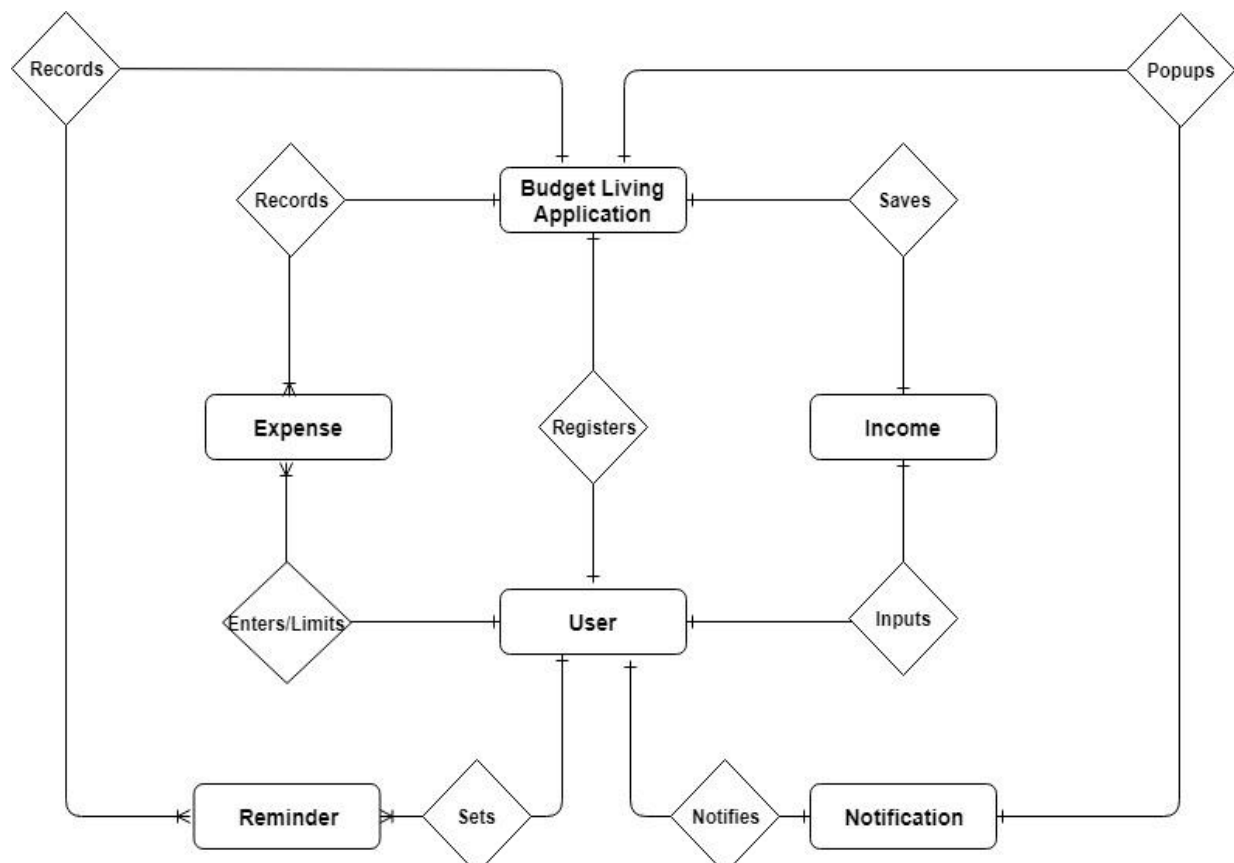 Records
Popups
Records
Budget Living
Application
Saves
Expense
Registers
Income
Enters/Limits
User
Inputs
Reminder
Sets
Notifies
Notification